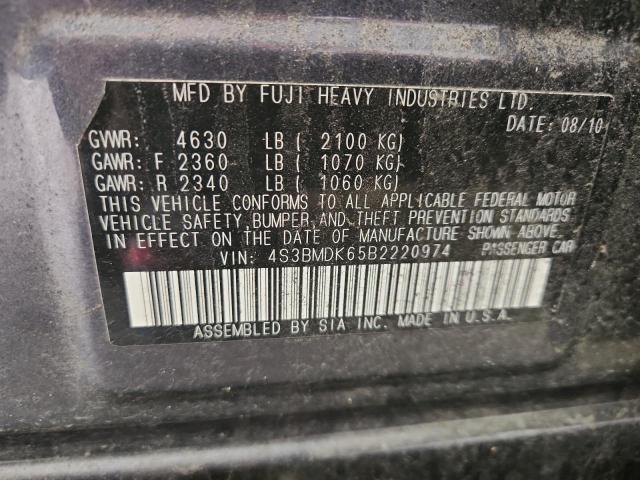 MFD BY FUJI HEAVY INDUSTRIES LTD.
DATE: 08/10
GVWR: 4630 LB ( 2100 KG)
GAWR: F 2360 LB ( 1070 KG)
GAWR: R 2340 LB ( 1060 KG)
THIS VEHICLE CONFORMS TO ALL APPLICABLE FEDERAL MOTOR
VEHICLE SAFETY, BUMPER, AND THEFT PREVENTION STANDARDS
IN EFFECT ON THE DATE OF MANUFACTURE SHOWN ABOVE.
VIN: 4S3BMDK65B2220974 PASSENGER CAR
ASSEMBLED BY SIA INC. MADE IN U.S.A.